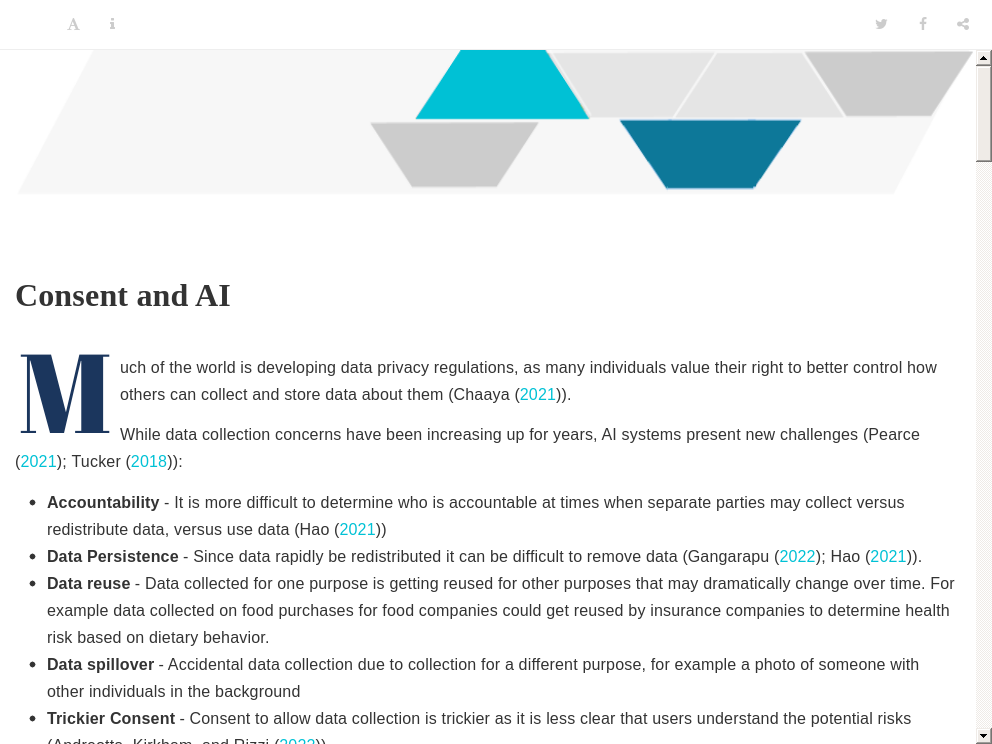 Consent and AI
Much of the world is developing data privacy regulations, as many individuals value their right to better control how
others can collect and store data about them (Chaaya (2021)).
While data collection concerns have been increasing up for years, AI systems present new challenges (Pearce
(2021); Tucker (2018)):
• Accountability - It is more difficult to determine who is accountable at times when separate parties may collect versus
redistribute data, versus use data (Hao (2021))
• Data Persistence - Since data rapidly be redistributed it can be difficult to remove data (Gangarapu (2022); Hao (2021)).
• Data reuse - Data collected for one purpose is getting reused for other purposes that may dramatically change over time. For
example data collected on food purchases for food companies could get reused by insurance companies to determine health
risk based on dietary behavior.
• Data spillover - Accidental data collection due to collection for a different purpose, for example a photo of someone with
other individuals in the background
• Trickier Consent - Consent to allow data collection is trickier as it is less clear that users understand the potential risks
(Andreotta, Kirkham, and Rizzi (2022)).